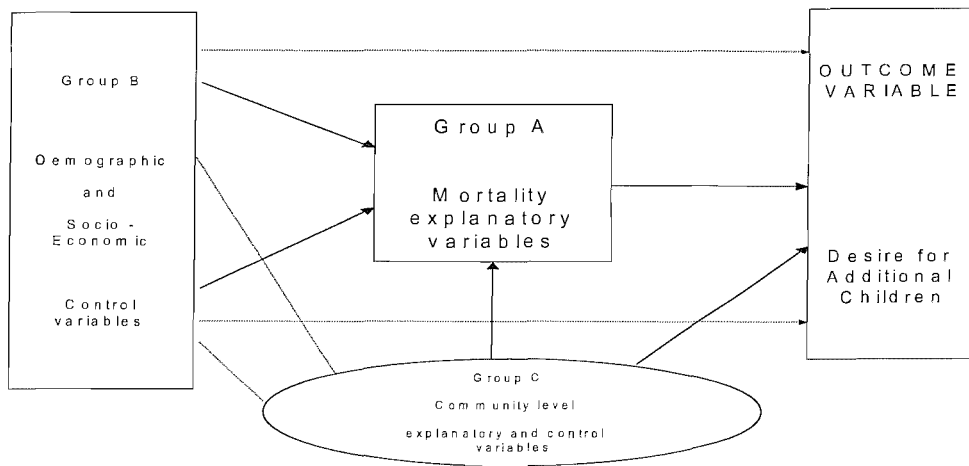 Group B
Oemographic
and
Socio -
Economic
Control
variables
Group A
Mortality
explanatory
variables
OUTCOME
VARIABLE
Desire for
Additional
Children
Group C
Community level
explanatory and control
variables